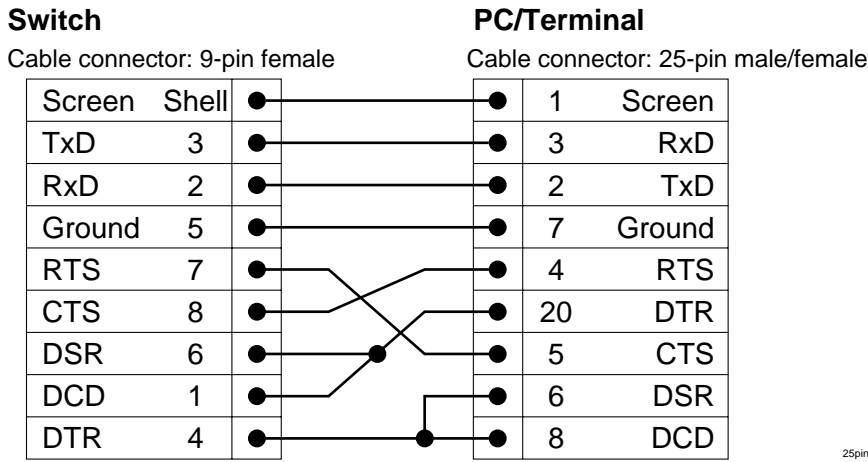 Switch PC/Terminal
Cable connector: 9-pin female Cable connector: 25-pin male/female
Screen Shell 1 Screen
TxD 3 3 RxD
RxD 2 2 TxD
Ground 5 7 Ground
RTS 7 4 RTS
CTS 8 20 DTR
DSR 6 5 CTS
DCD 1 6 DSR
DTR 4 8 DCD
25pin